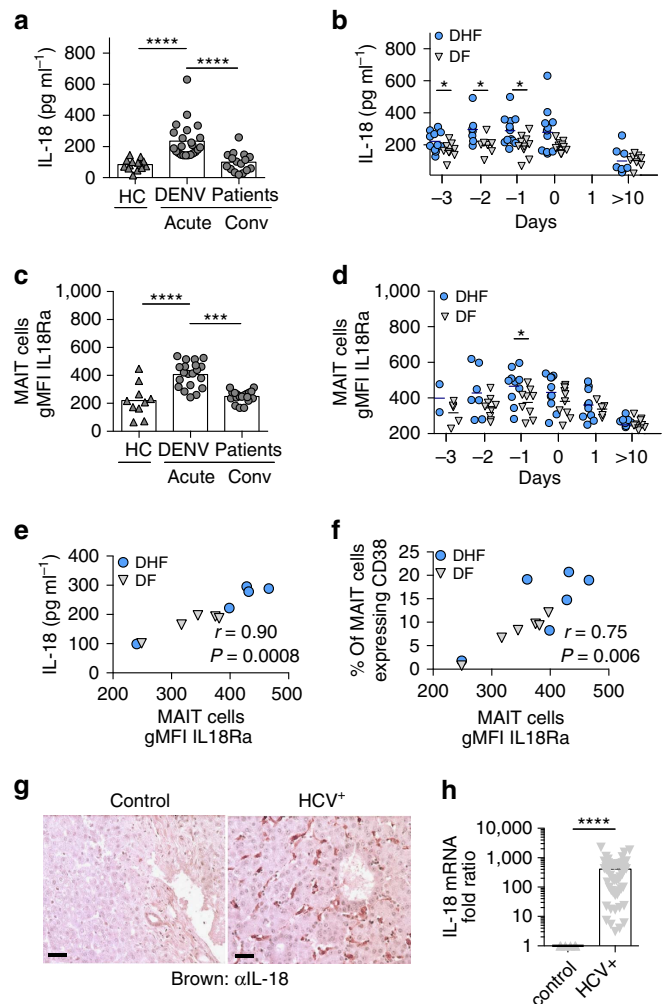 a
IL-18 (pg ml⁻¹)
800
600
400
200
0
****
****
HC
DENV
Patients
Acute
Conv
b
IL-18 (pg ml⁻¹)
DHF
DF
800
600
400
300
200
*
*
*
–3
–2
–1
0
1
>10
Days
c
MAIT cells
gMFI IL18Ra
1,000
800
600
400
200
0
****
***
HC
DENV
Patients
Acute
Conv
d
MAIT cells
gMFI IL18Ra
DHF
DF
1,000
800
600
400
200
*
–3
–2
–1
0
1
>10
Days
e
IL-18 (pg ml⁻¹)
DHF
DF
400
300
200
100
0
r = 0.90
P = 0.0008
200
300
400
500
MAIT cells
gMFI IL18Ra
f
% Of MAIT cells
expressing CD38
DHF
DF
25
20
15
10
5
0
r = 0.75
P = 0.006
200
300
400
500
MAIT cells
gMFI IL18Ra
g
Control
HCV⁺
Brown: αIL-18
h
IL-18 mRNA
fold ratio
****
10,000
1,000
100
10
1
control
HCV+